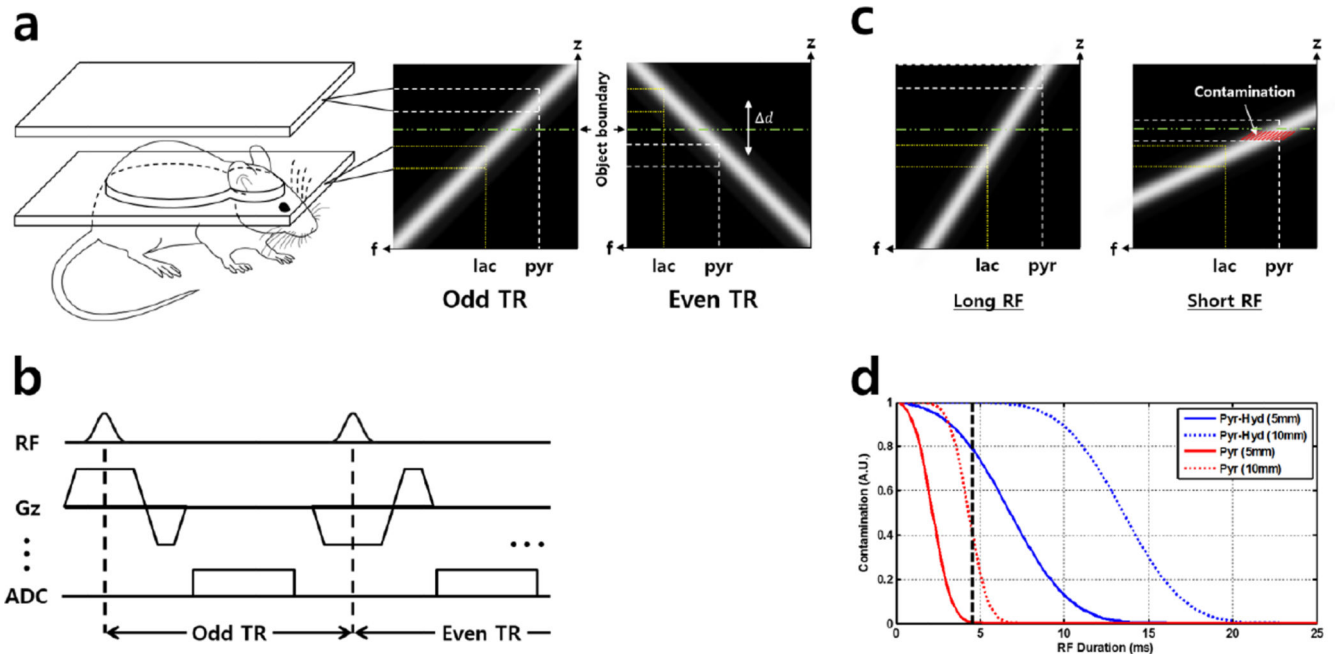 a
z
Object boundary
z
Δd
f
f
lac pyr
lac pyr
Odd TR
Even TR
c
z
z
Contamination
f
f
lac pyr
lac pyr
Long RF
Short RF
b
RF
Gz
ADC
Odd TR
Even TR
d
Contamination (A.U.)
1
0.8
0.6
0.4
0.2
0
0 5 10 15 20 25
RF Duration (ms)
Pyr-Hyd (5mm)
Pyr-Hyd (10mm)
Pyr (5mm)
Pyr (10mm)